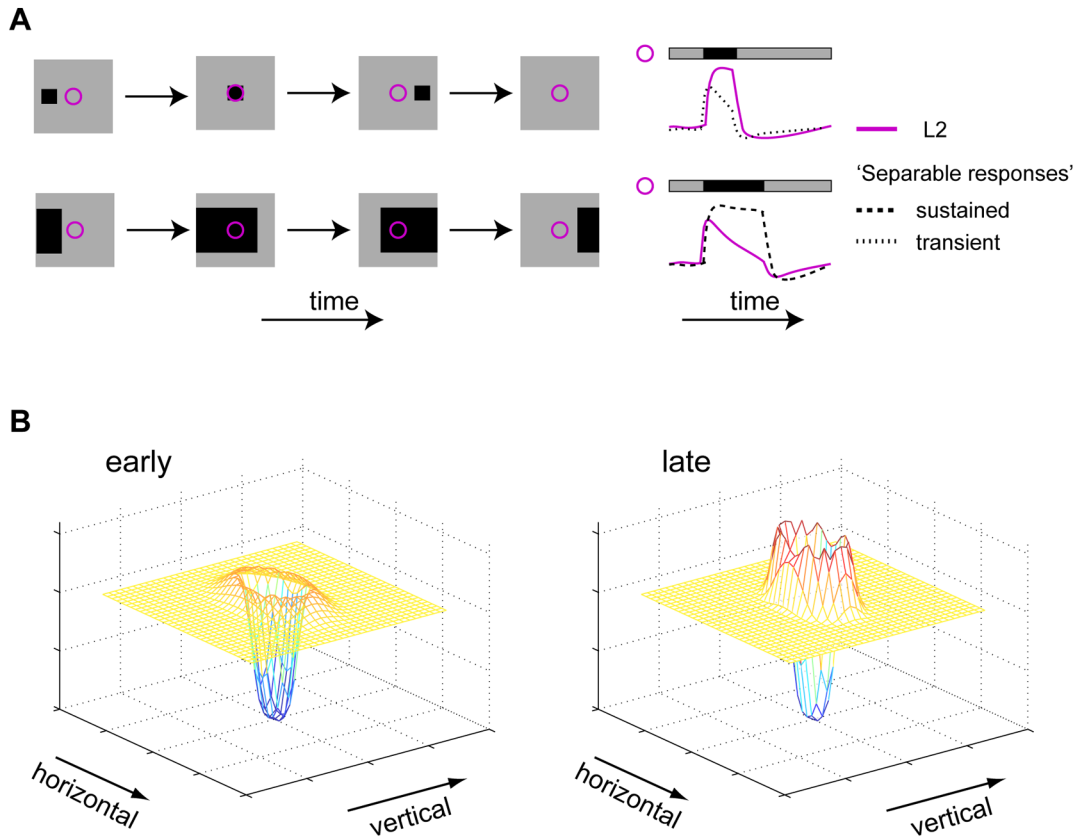 A
L2
‘Separable responses’
sustained
transient
time
time
B
early
late
horizontal
vertical
horizontal
vertical